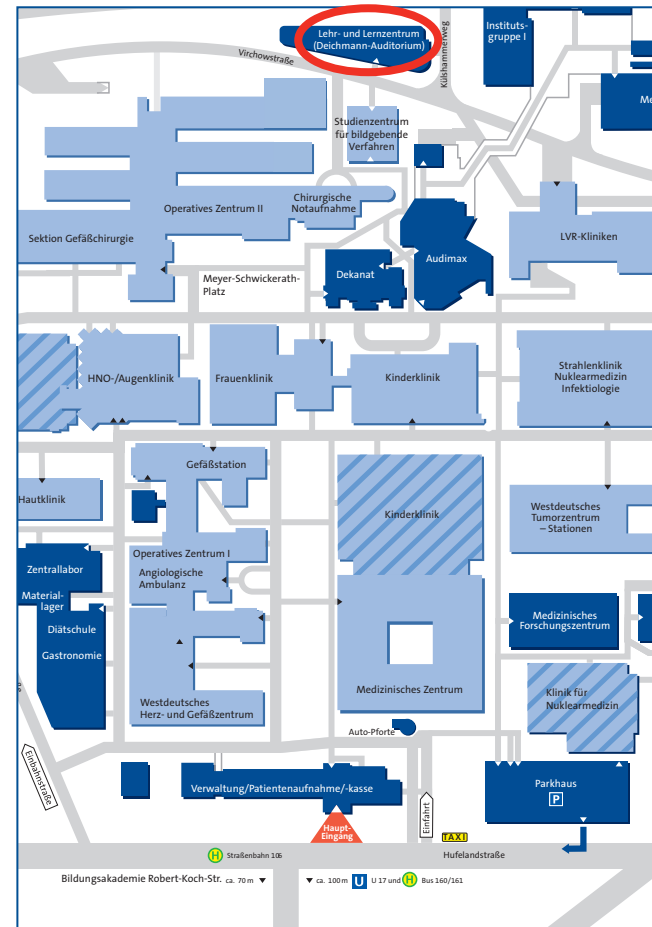 Lehr- und Lernzentrum
(Deichmann-Auditorium)
Instituts-
gruppe I
Virchowstraße
Külshammerweg
Me
Studienzentrum
für bildgebende
Verfahren
Chirurgische
Notaufnahme
Operatives Zentrum II
Sektion Gefäßchirurgie
LVR-Kliniken
Audimax
Dekanat
Meyer-Schwickerath-
Platz
HNO-/Augenklinik
Frauenklinik
Kinderklinik
Strahlenklinik
Nuklearmedizin
Infektiologie
Gefäßstation
Hautklinik
Kinderklinik
Westdeutsches
Tumorzentrum
– Stationen
Operatives Zentrum I
Angiologische
Ambulanz
Zentrallabor
Material-
lager
Diätschule
Gastronomie
Medizinisches
Forschungszentrum
Medizinisches Zentrum
Klinik für
Nuklearmedizin
Westdeutsches
Herz- und Gefäßzentrum
Auto-Pforte
Einbahnstraße
Verwaltung/Patientenaufnahme/-kasse
Parkhaus
P
Haupt-
Eingang
Einfahrt
TAXI
H Straßenbahn 106
Hufelandstraße
Bildungsakademie Robert-Koch-Str. ca. 70 m ▼ ▼ ca. 100 m U U 17 und H Bus 160/161